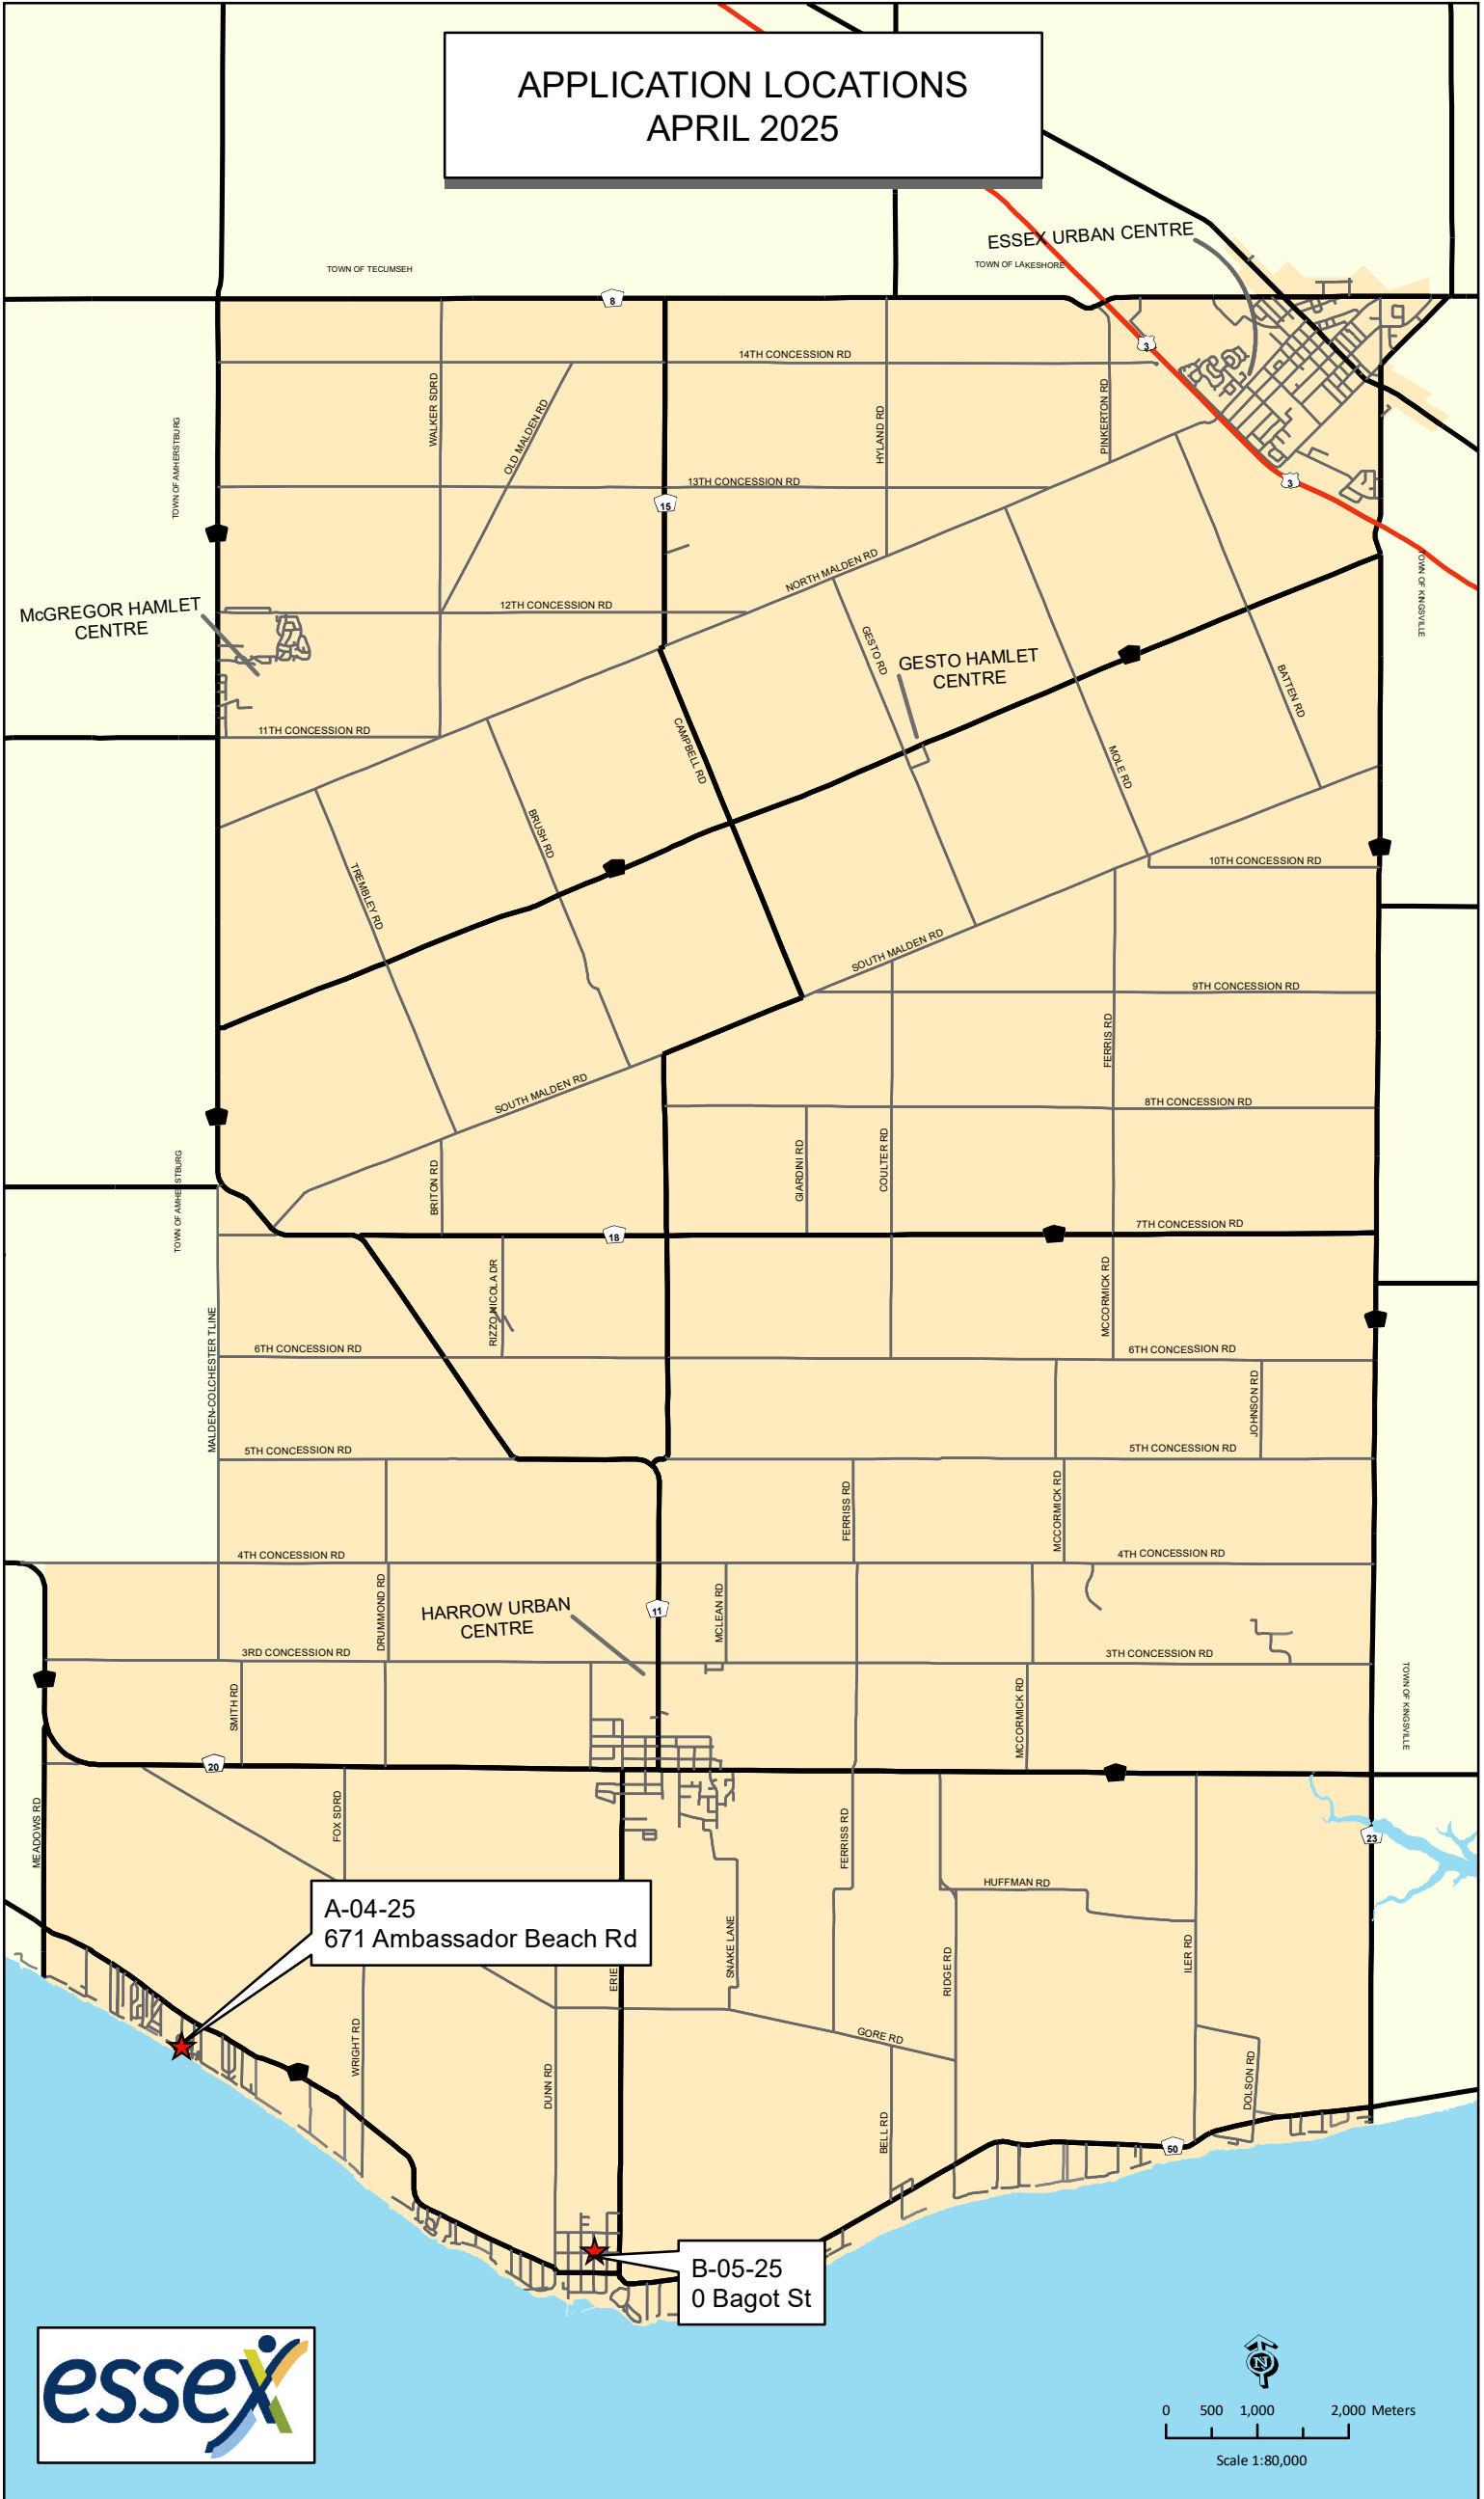 APPLICATION LOCATIONS
APRIL 2025
ESSEX URBAN CENTRE
TOWN OF TECUMSEH
TOWN OF LAKESHORE
8
3
14TH CONCESSION RD
WALKER SDRD
OLD MALDEN RD
HYLAND RD
PINKERTON RD
TOWN OF AMHERSTBURG
13TH CONCESSION RD
3
15
NORTH MALDEN RD
TOWN OF KINGSVILLE
McGREGOR HAMLET
CENTRE
12TH CONCESSION RD
GESTO RD
GESTO HAMLET
CENTRE
BATTEN RD
11TH CONCESSION RD
CAMPBELL RD
MOLE RD
BRUSH RD
TREMBLEY RD
10TH CONCESSION RD
SOUTH MALDEN RD
9TH CONCESSION RD
FERRIS RD
SOUTH MALDEN RD
8TH CONCESSION RD
TOWN OF AMHERSTBURG
BRITON RD
GIARDINI RD
COULTER RD
18
7TH CONCESSION RD
RIZZO NICOLA DR
MCCORMICK RD
MALDEN-COLCHESTER TLINE
6TH CONCESSION RD
6TH CONCESSION RD
JOHNSON RD
5TH CONCESSION RD
5TH CONCESSION RD
FERRISS RD
MCCORMICK RD
4TH CONCESSION RD
4TH CONCESSION RD
DRUMMOND RD
HARROW URBAN
CENTRE
11
MCLEAN RD
3RD CONCESSION RD
3TH CONCESSION RD
SMITH RD
MCCORMICK RD
TOWN OF KINGSVILLE
20
MEADOWS RD
FOX SDRD
FERRISS RD
23
HUFFMAN RD
A-04-25
671 Ambassador Beach Rd
ERIE
SNAKE LANE
RIDGE RD
ILER RD
WRIGHT RD
GORE RD
DUNN RD
DOLSON RD
BELL RD
50
B-05-25
0 Bagot St
essex
N
0 500 1,000 2,000 Meters
Scale 1:80,000